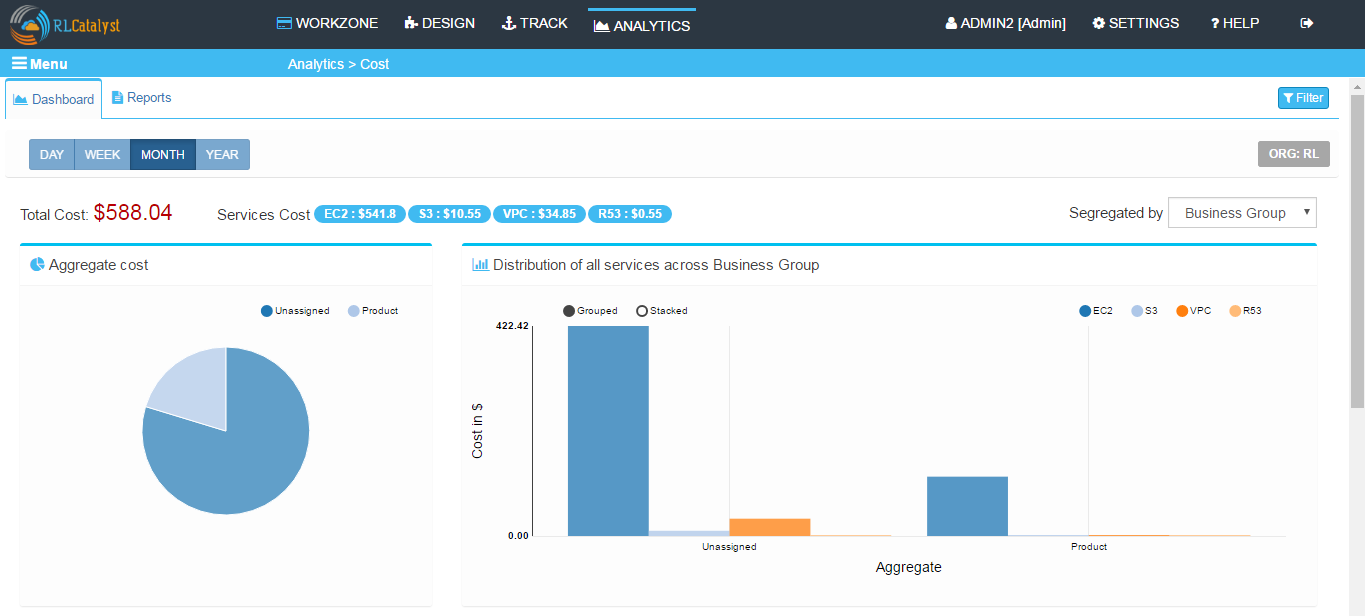 RLCatalyst WORKZONE DESIGN TRACK ANALYTICS ADMIN2 [Admin] SETTINGS ? HELP
Menu Analytics > Cost
Dashboard Reports Filter
DAY WEEK MONTH YEAR ORG: RL
Total Cost: $588.04 Services Cost EC2 : $541.8 S3 : $10.55 VPC : $34.85 R53 : $0.55 Segregated by Business Group
Aggregate cost Distribution of all services across Business Group
Unassigned Product Grouped Stacked EC2 S3 VPC R53
422.42
Cost in $
0.00
Unassigned Product
Aggregate